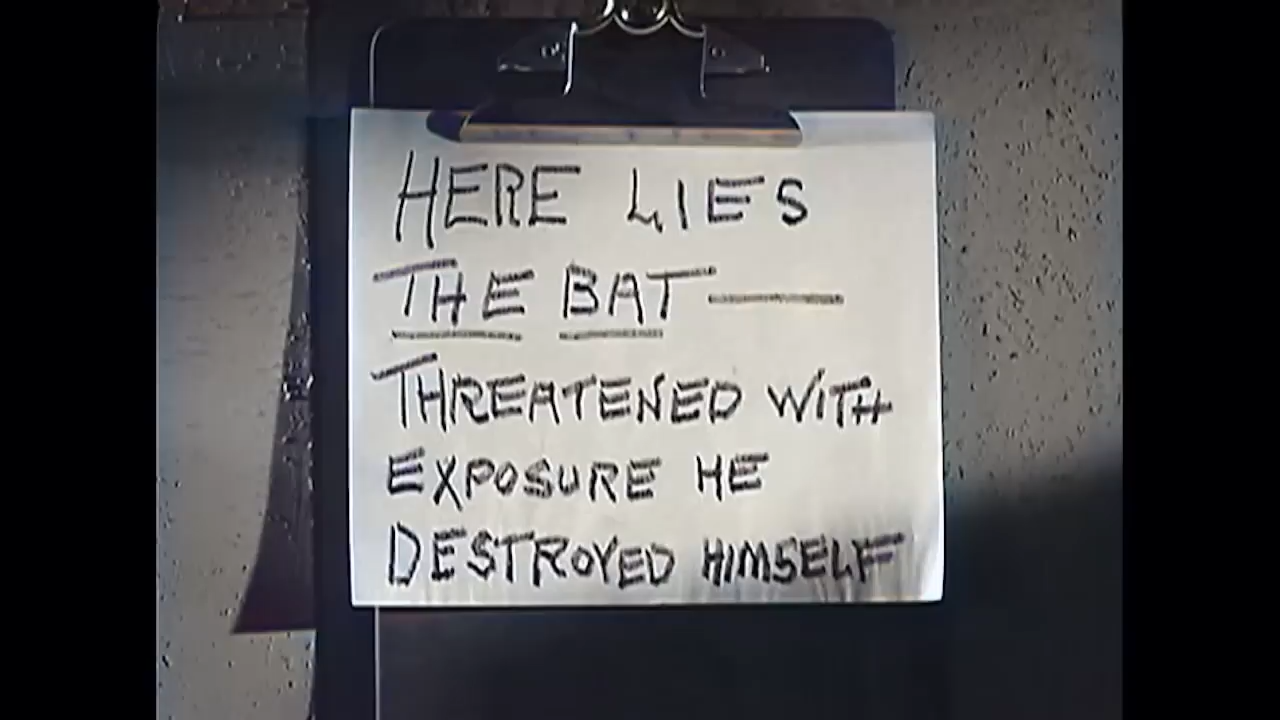 HERE LIES
THE BAT —
THREATENED WITH
EXPOSURE HE
DESTROYED HIMSELF